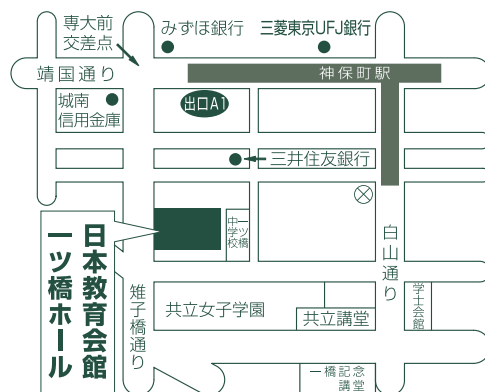 専大前
交差点
みずほ銀行
三菱東京UFJ銀行
靖国通り
神保町駅
城南
信用金庫
出口A1
三井住友銀行
一ツ橋
中学校
白山通り
日本教育会館
一ツ橋ホール
雉子橋通り
共立女子学園
共立講堂
学士会館
一橋記念
講堂